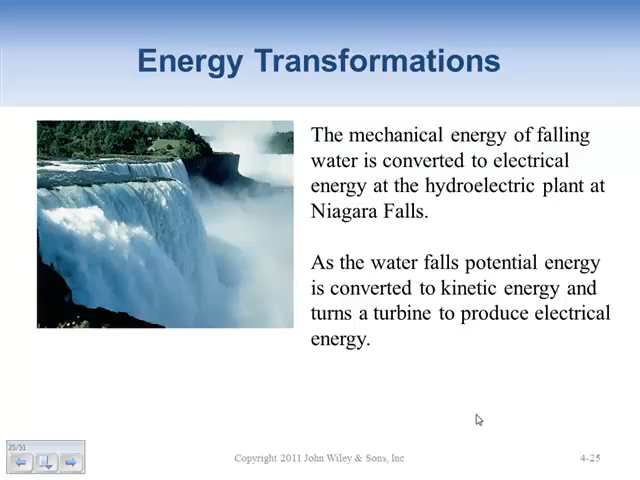 Energy Transformations
The mechanical energy of falling
water is converted to electrical
energy at the hydroelectric plant at
Niagara Falls.
As the water falls potential energy
is converted to kinetic energy and
turns a turbine to produce electrical
energy.
25/51
Copyright 2011 John Wiley & Sons, Inc
4-25